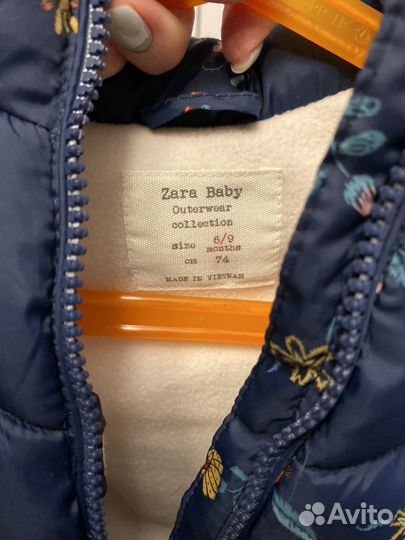 Zara Baby
Outerwear
collection
size 6/9 months
cm 74
MADE IN VIETNAM
Avito